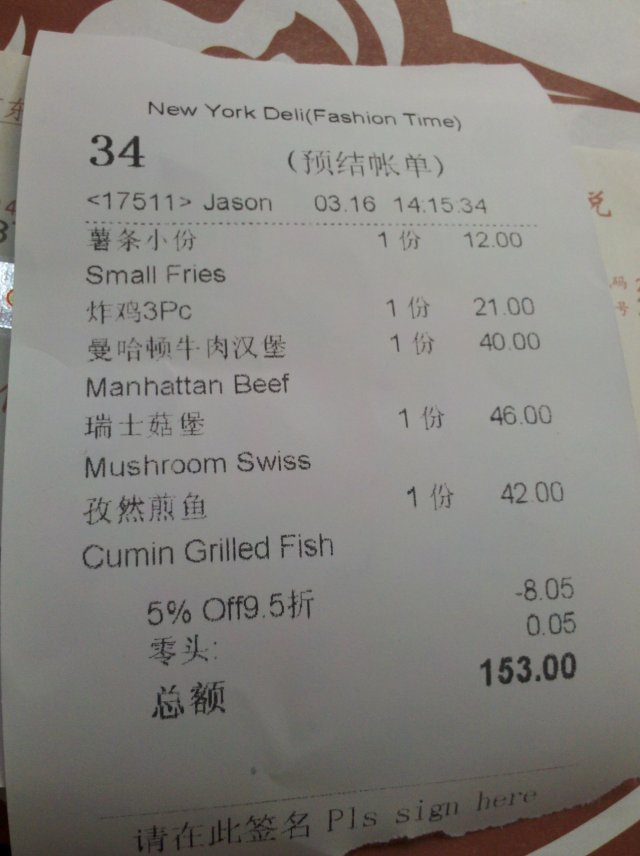 New York Deli(Fashion Time)
34 (预结帐单)
<17511> Jason 03.16 14:15:34
薯条小份 1 份 12.00
Small Fries
炸鸡3Pc 1 份 21.00
曼哈顿牛肉汉堡 1 份 40.00
Manhattan Beef
瑞士菇堡 1 份 46.00
Mushroom Swiss
孜然煎鱼 1 份 42.00
Cumin Grilled Fish
5% Off9.5折 -8.05
零头: 0.05
总额 153.00
请在此签名 Pls sign here